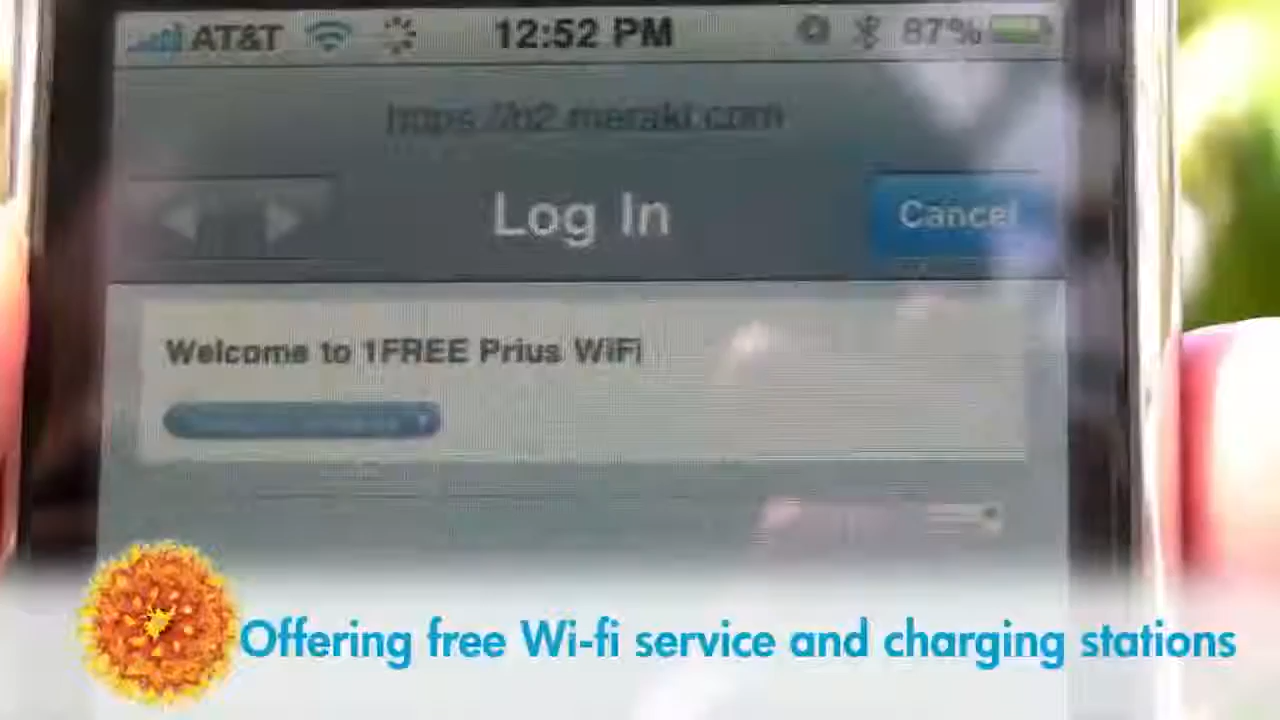 AT&T 12:52 PM 87%
https://n2.meraki.com
Log In
Cancel
Welcome to 1FREE Prius WiFi
Offering free Wi-fi service and charging stations